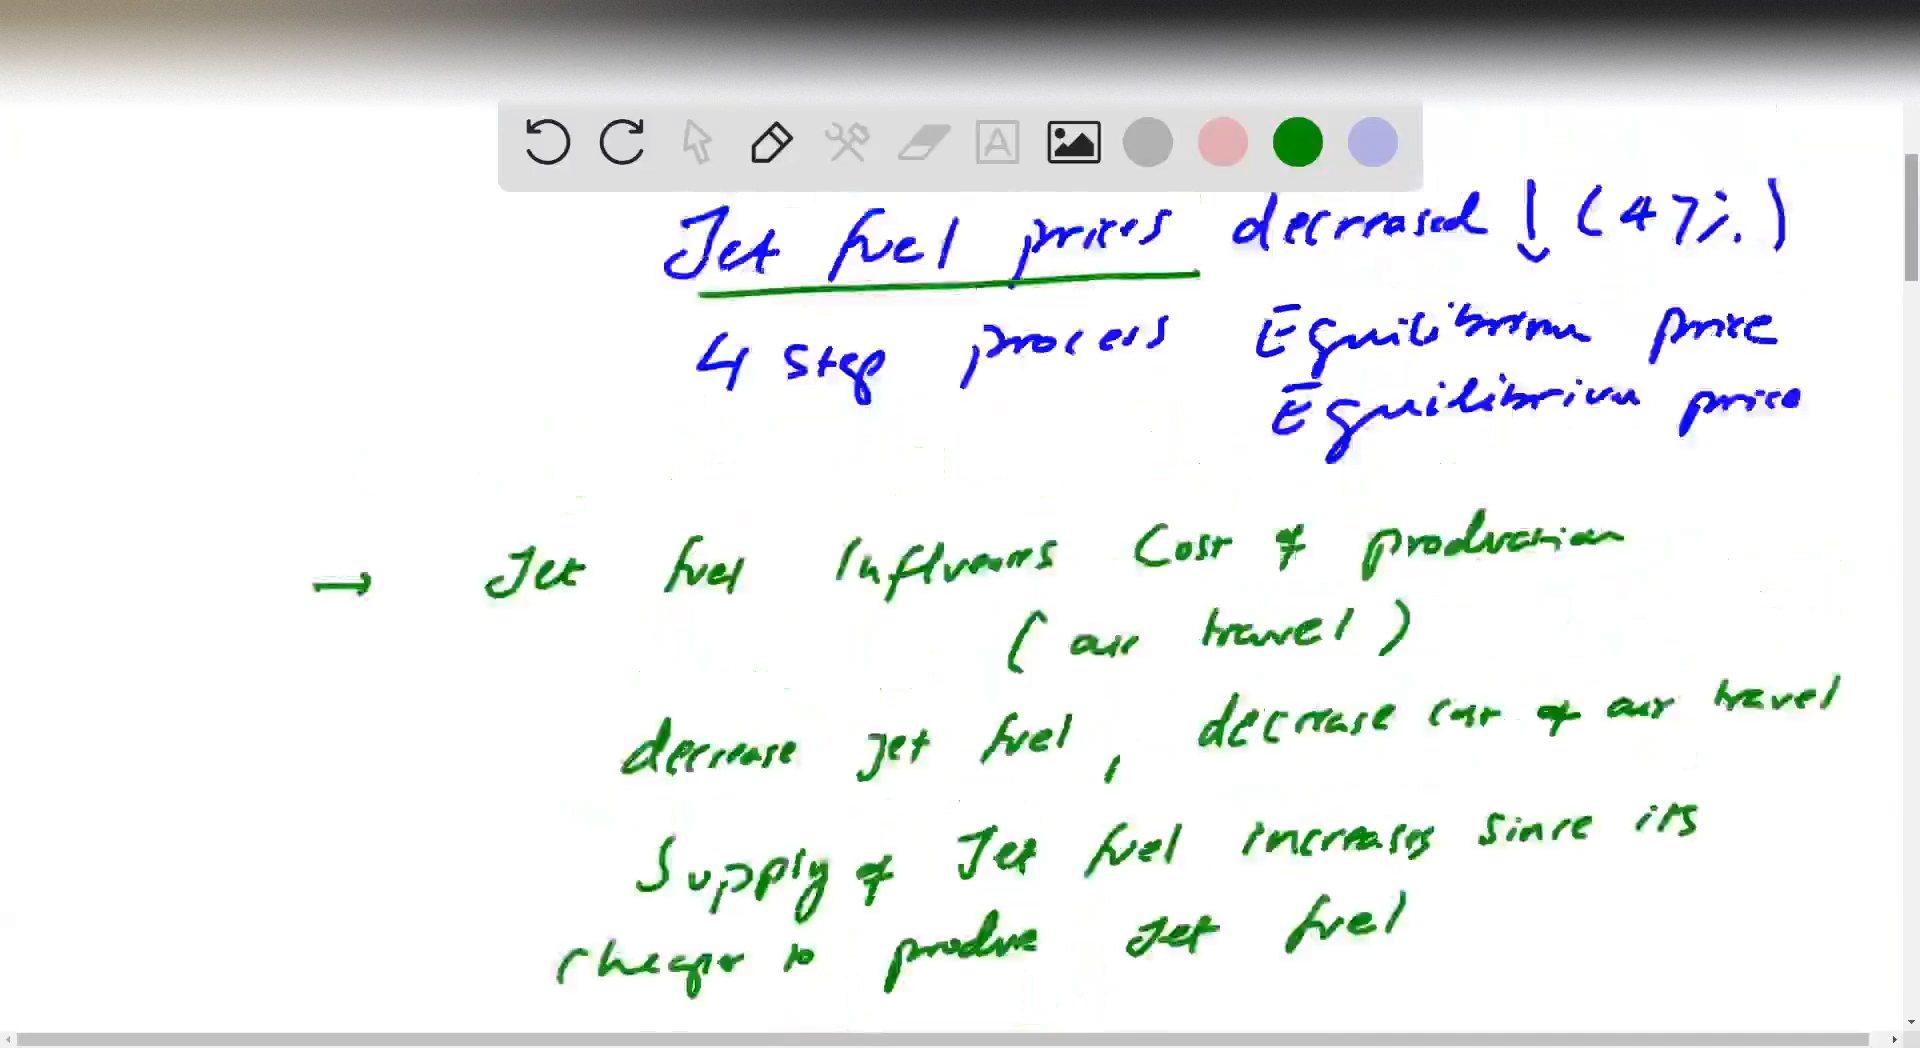 Jet fuel prices decreased ↓ (47%)
4 step process Equilibrium price
Equilibrium price
→ Jet fuel Influences Cost of production
(air travel)
decrease jet fuel, decrease cost of air travel
Supply of Jet fuel increases since its
cheaper to produce Jet fuel